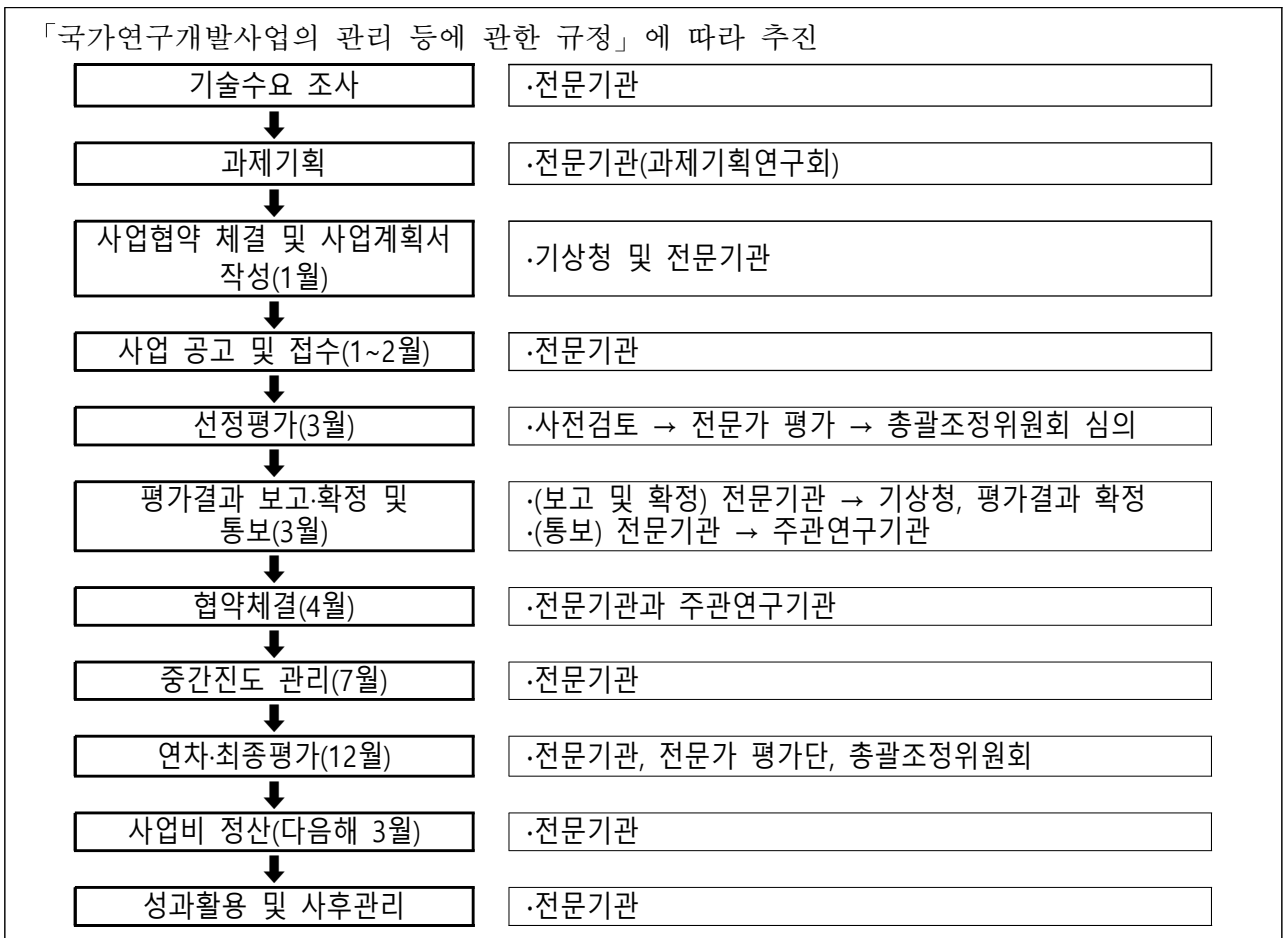 「국가연구개발사업의 관리 등에 관한 규정」에 따라 추진
기술수요 조사
·전문기관
과제기획
·전문기관(과제기획연구회)
사업협약 체결 및 사업계획서
작성(1월)
·기상청 및 전문기관
사업 공고 및 접수(1~2월)
·전문기관
선정평가(3월)
·사전검토 → 전문가 평가 → 총괄조정위원회 심의
평가결과 보고·확정 및
통보(3월)
·(보고 및 확정) 전문기관 → 기상청, 평가결과 확정
·(통보) 전문기관 → 주관연구기관
협약체결(4월)
·전문기관과 주관연구기관
중간진도 관리(7월)
·전문기관
연차·최종평가(12월)
·전문기관, 전문가 평가단, 총괄조정위원회
사업비 정산(다음해 3월)
·전문기관
성과활용 및 사후관리
·전문기관